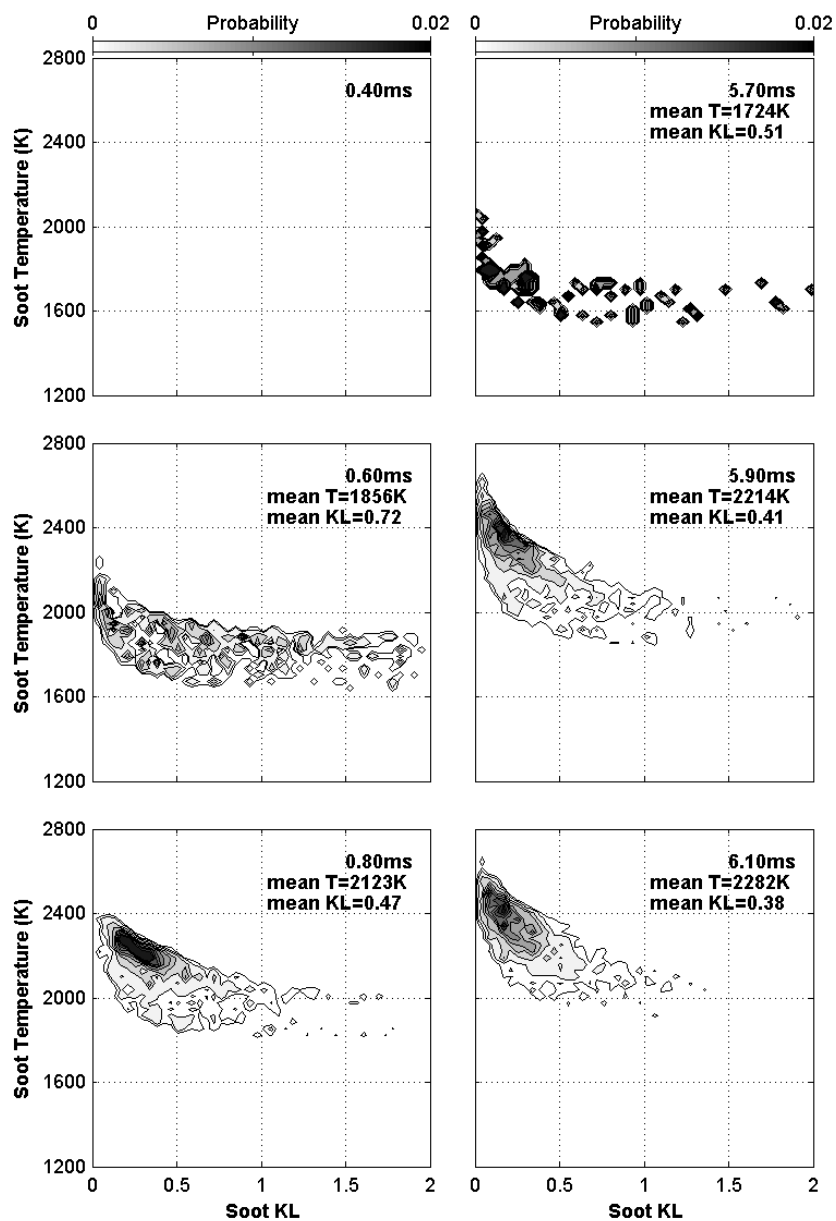 0 Probability 0.02
0 Probability 0.02
2800
2400
2000
1600
1200
Soot Temperature (K)
0.40ms
5.70ms
mean T=1724K
mean KL=0.51
2800
2400
2000
1600
1200
Soot Temperature (K)
0.60ms
mean T=1856K
mean KL=0.72
5.90ms
mean T=2214K
mean KL=0.41
2800
2400
2000
1600
1200
Soot Temperature (K)
0.80ms
mean T=2123K
mean KL=0.47
6.10ms
mean T=2282K
mean KL=0.38
0 0.5 1 1.5 2
0 0.5 1 1.5 2
Soot KL
Soot KL